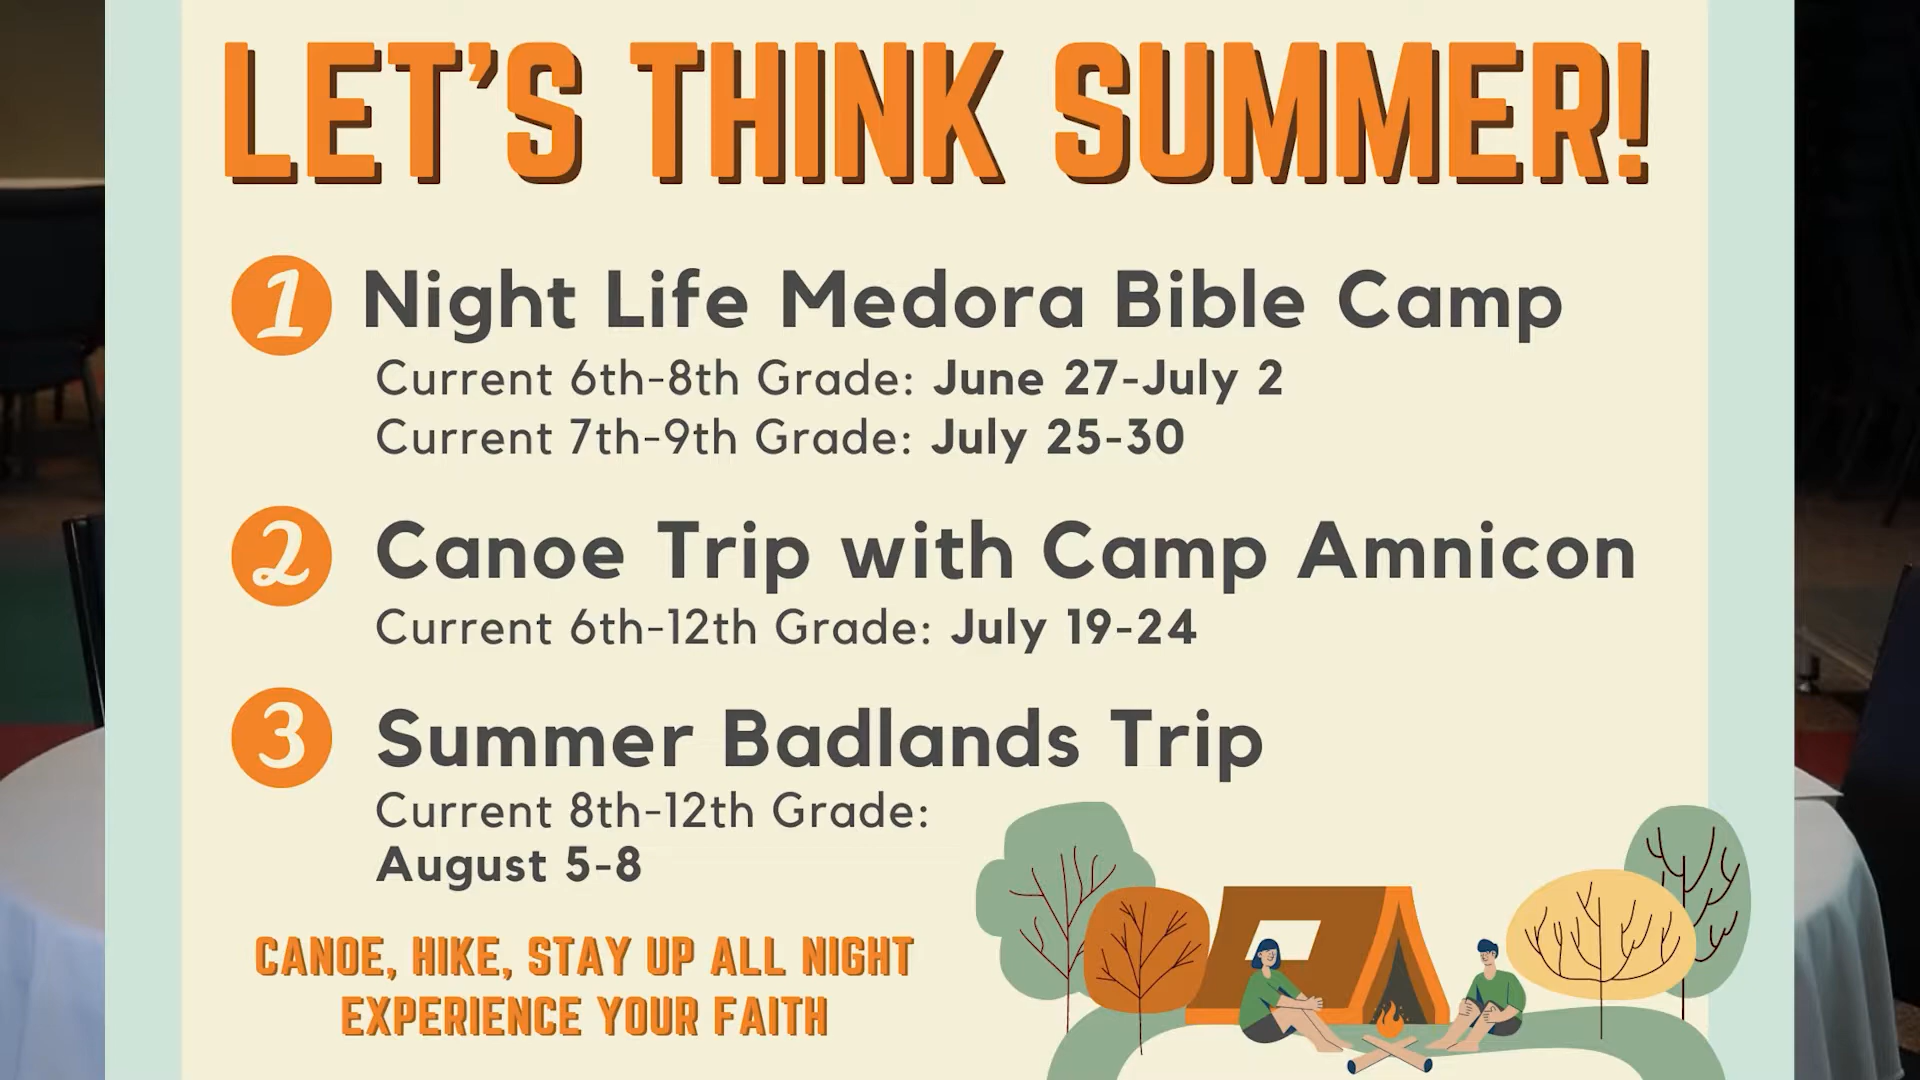 LET'S THINK SUMMER!
1 Night Life Medora Bible Camp
Current 6th-8th Grade: June 27-July 2
Current 7th-9th Grade: July 25-30
2 Canoe Trip with Camp Amnicon
Current 6th-12th Grade: July 19-24
3 Summer Badlands Trip
Current 8th-12th Grade:
August 5-8
CANOE, HIKE, STAY UP ALL NIGHT
EXPERIENCE YOUR FAITH